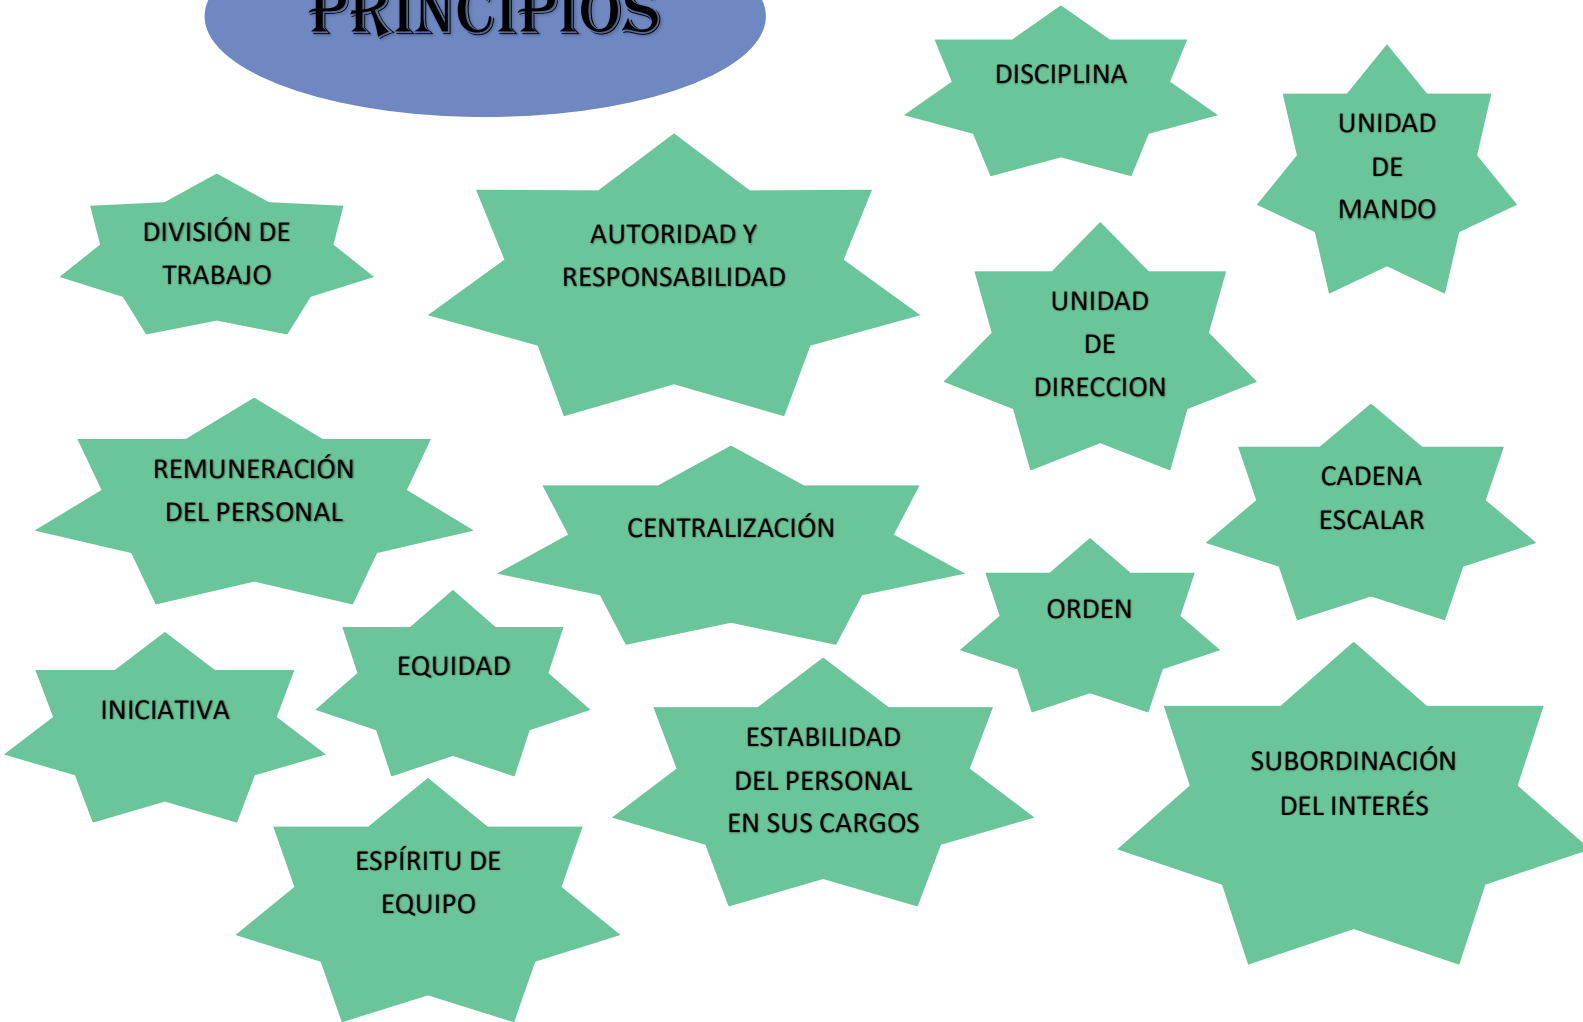 PRINCIPIOS
DISCIPLINA
UNIDAD
DE
MANDO
DIVISIÓN DE
TRABAJO
AUTORIDAD Y
RESPONSABILIDAD
UNIDAD
DE
DIRECCION
REMUNERACIÓN
DEL PERSONAL
CENTRALIZACIÓN
CADENA
ESCALAR
ORDEN
INICIATIVA
EQUIDAD
ESTABILIDAD
DEL PERSONAL
EN SUS CARGOS
SUBORDINACIÓN
DEL INTERÉS
ESPÍRITU DE
EQUIPO